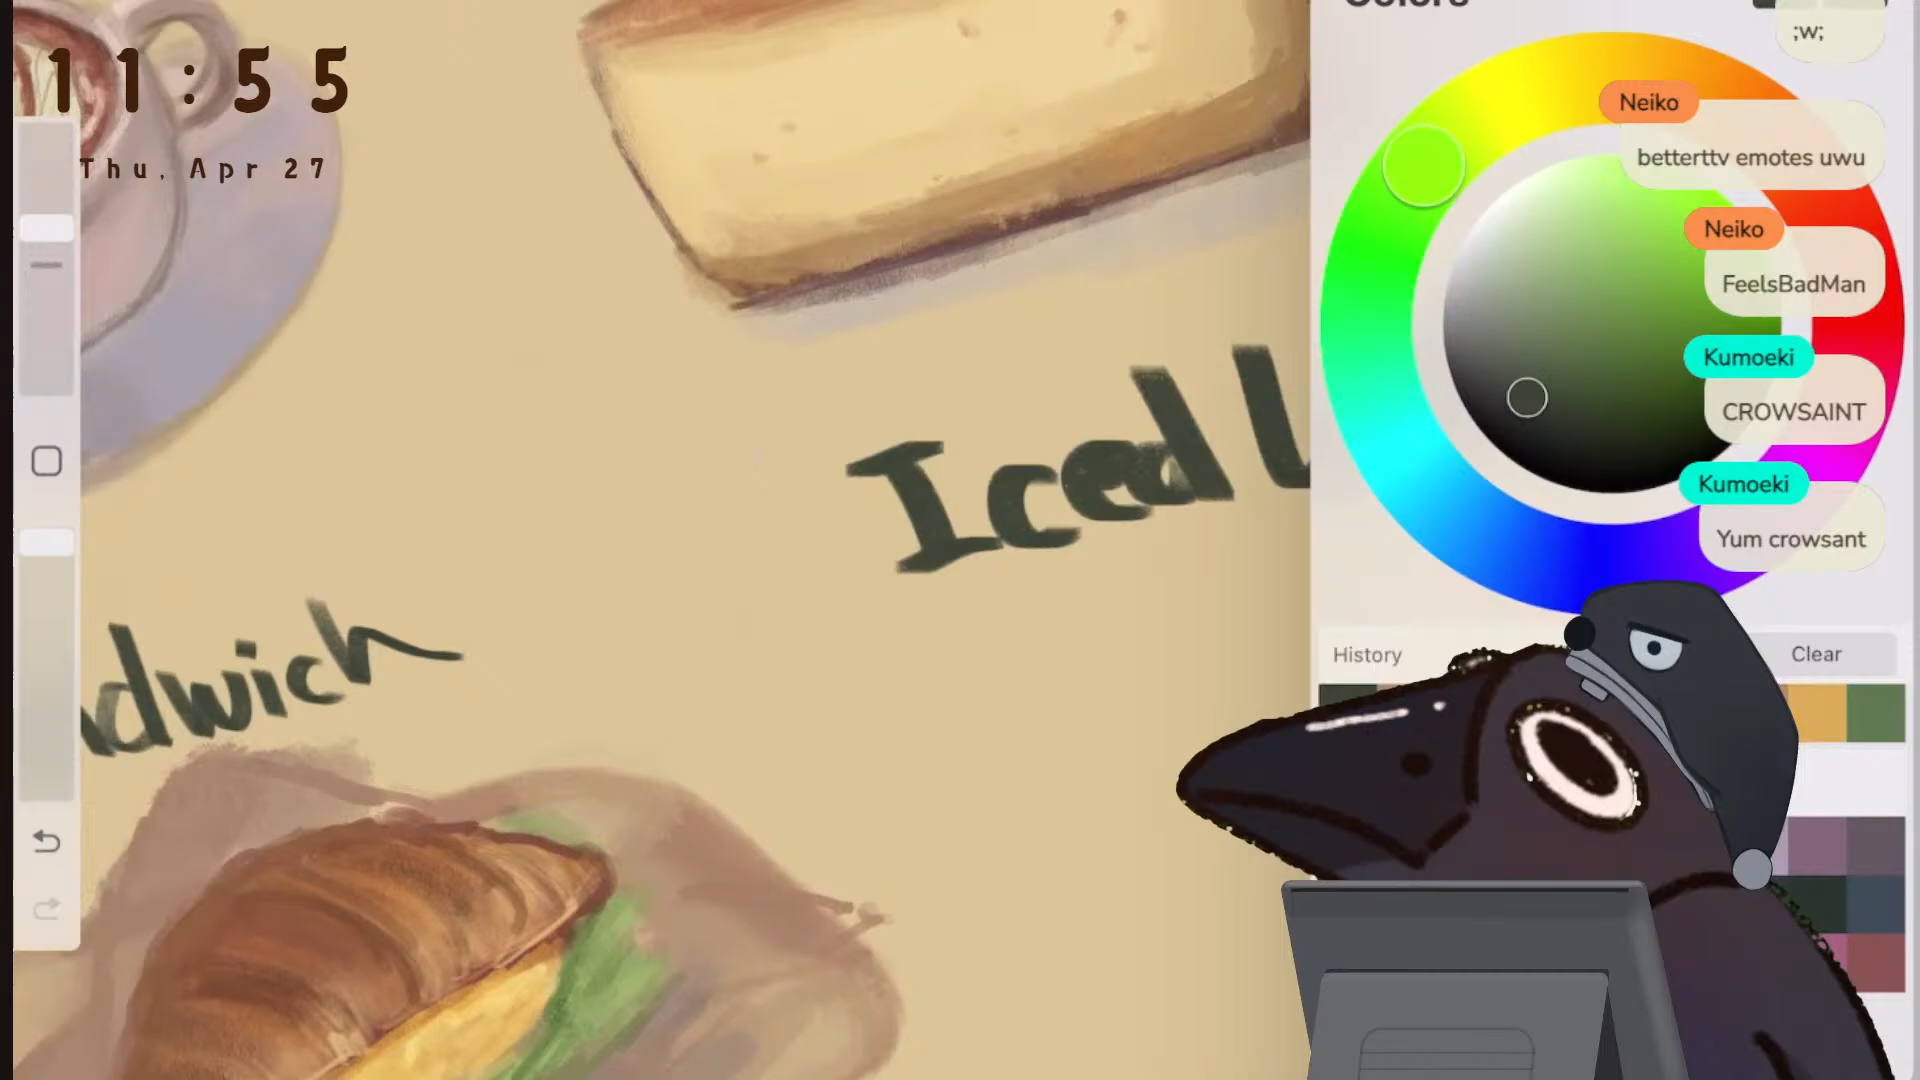 11:55
Thu, Apr 27
Colors
;w;
Neiko
betterttv emotes uwu
Neiko
FeelsBadMan
Kumoeki
CROWSAINT
Kumoeki
Yum crowsant
Iced
dwich
History
Clear